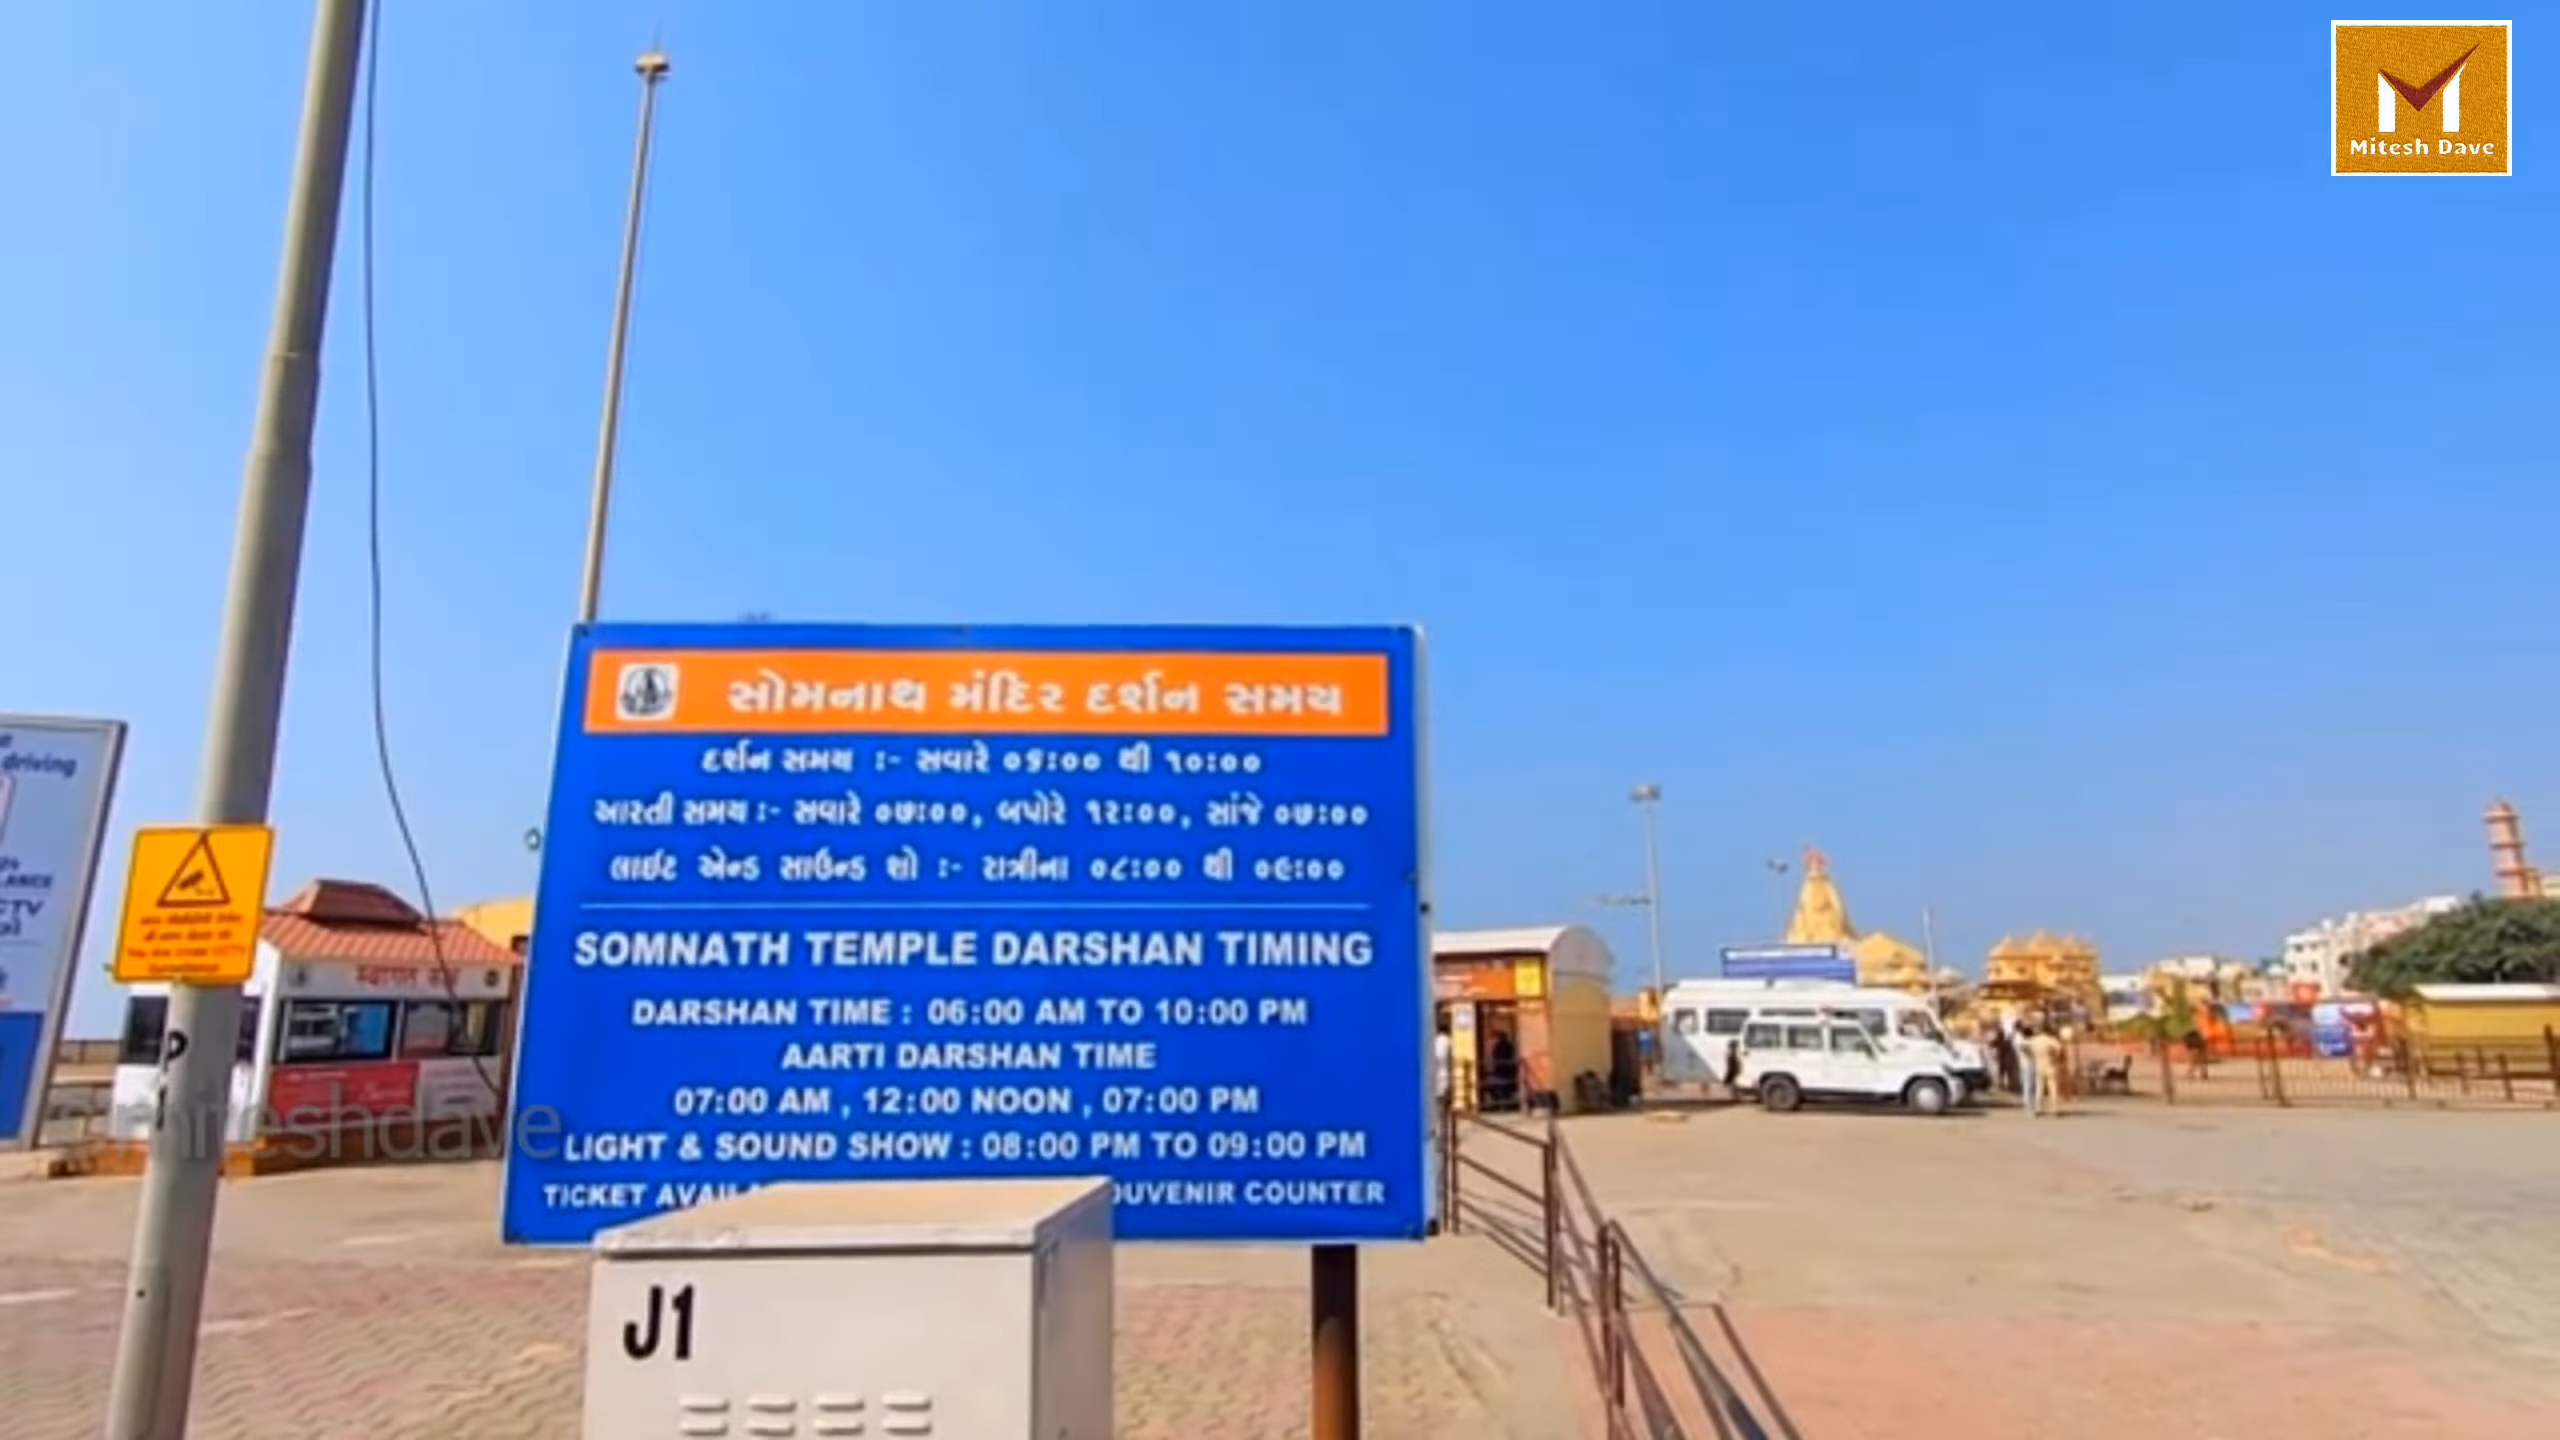 Mitesh Dave
સોમનાથ મંદિર દર્શન સમય
દર્શન સમય :- સવારે ૦૬:૦૦ થી ૧૦:૦૦
આરતી સમય :- સવારે ૦૭:૦૦, બપોરે ૧૨:૦૦, સાંજે ૦૭:૦૦
લાઈટ એન્ડ સાઉન્ડ શો :- રાત્રીના ૦૮:૦૦ થી ૦૯:૦૦
SOMNATH TEMPLE DARSHAN TIMING
DARSHAN TIME : 06:00 AM TO 10:00 PM
AARTI DARSHAN TIME
07:00 AM , 12:00 NOON , 07:00 PM
LIGHT & SOUND SHOW : 08:00 PM TO 09:00 PM
TICKET COUNTER
driving
स्वागत
miteshdave
J1